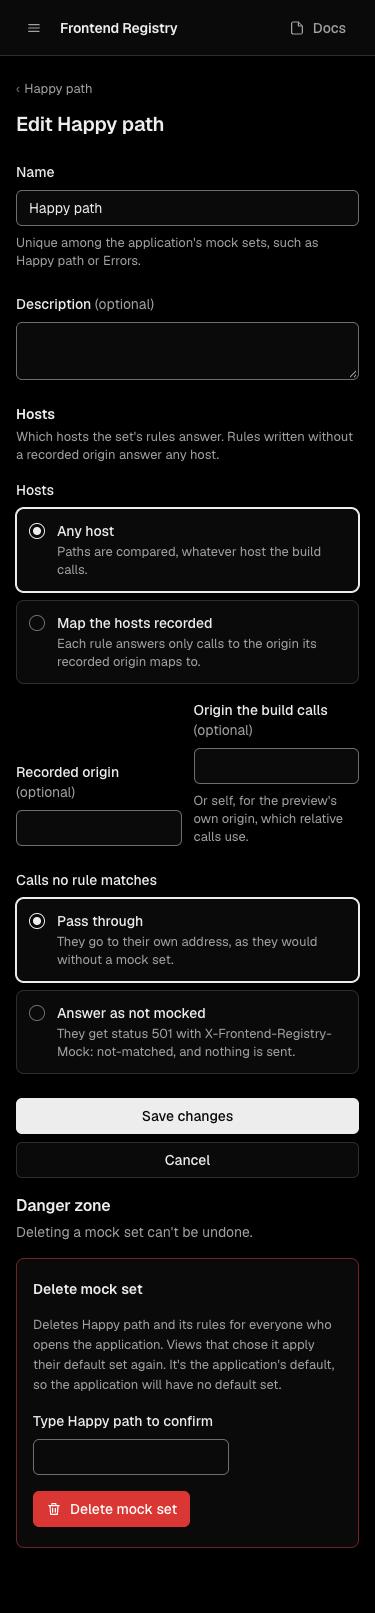 Frontend Registry
Docs
‹ Happy path
Edit Happy path
Name
Happy path
Unique among the application's mock sets, such as
Happy path or Errors.
Description (optional)
Hosts
Which hosts the set's rules answer. Rules written without
a recorded origin answer any host.
Hosts
Any host
Paths are compared, whatever host the build
calls.
Map the hosts recorded
Each rule answers only calls to the origin its
recorded origin maps to.
Recorded origin
(optional)
Origin the build calls
(optional)
Or self, for the preview's
own origin, which relative
calls use.
Calls no rule matches
Pass through
They go to their own address, as they would
without a mock set.
Answer as not mocked
They get status 501 with X-Frontend-Registry-
Mock: not-matched, and nothing is sent.
Save changes
Cancel
Danger zone
Deleting a mock set can't be undone.
Delete mock set
Deletes Happy path and its rules for everyone who
opens the application. Views that chose it apply
their default set again. It's the application's default,
so the application will have no default set.
Type Happy path to confirm
Delete mock set